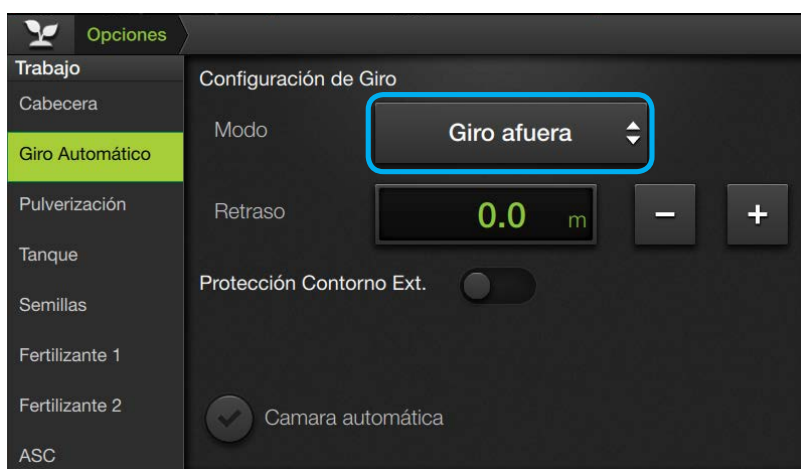 Opciones
Trabajo
Configuración de Giro
Cabecera
Modo
Giro afuera
Giro Automático
Pulverización
Retraso
0.0 m
－
+
Tanque
Protección Contorno Ext.
Semillas
Fertilizante 1
Fertilizante 2
Camara automática
ASC